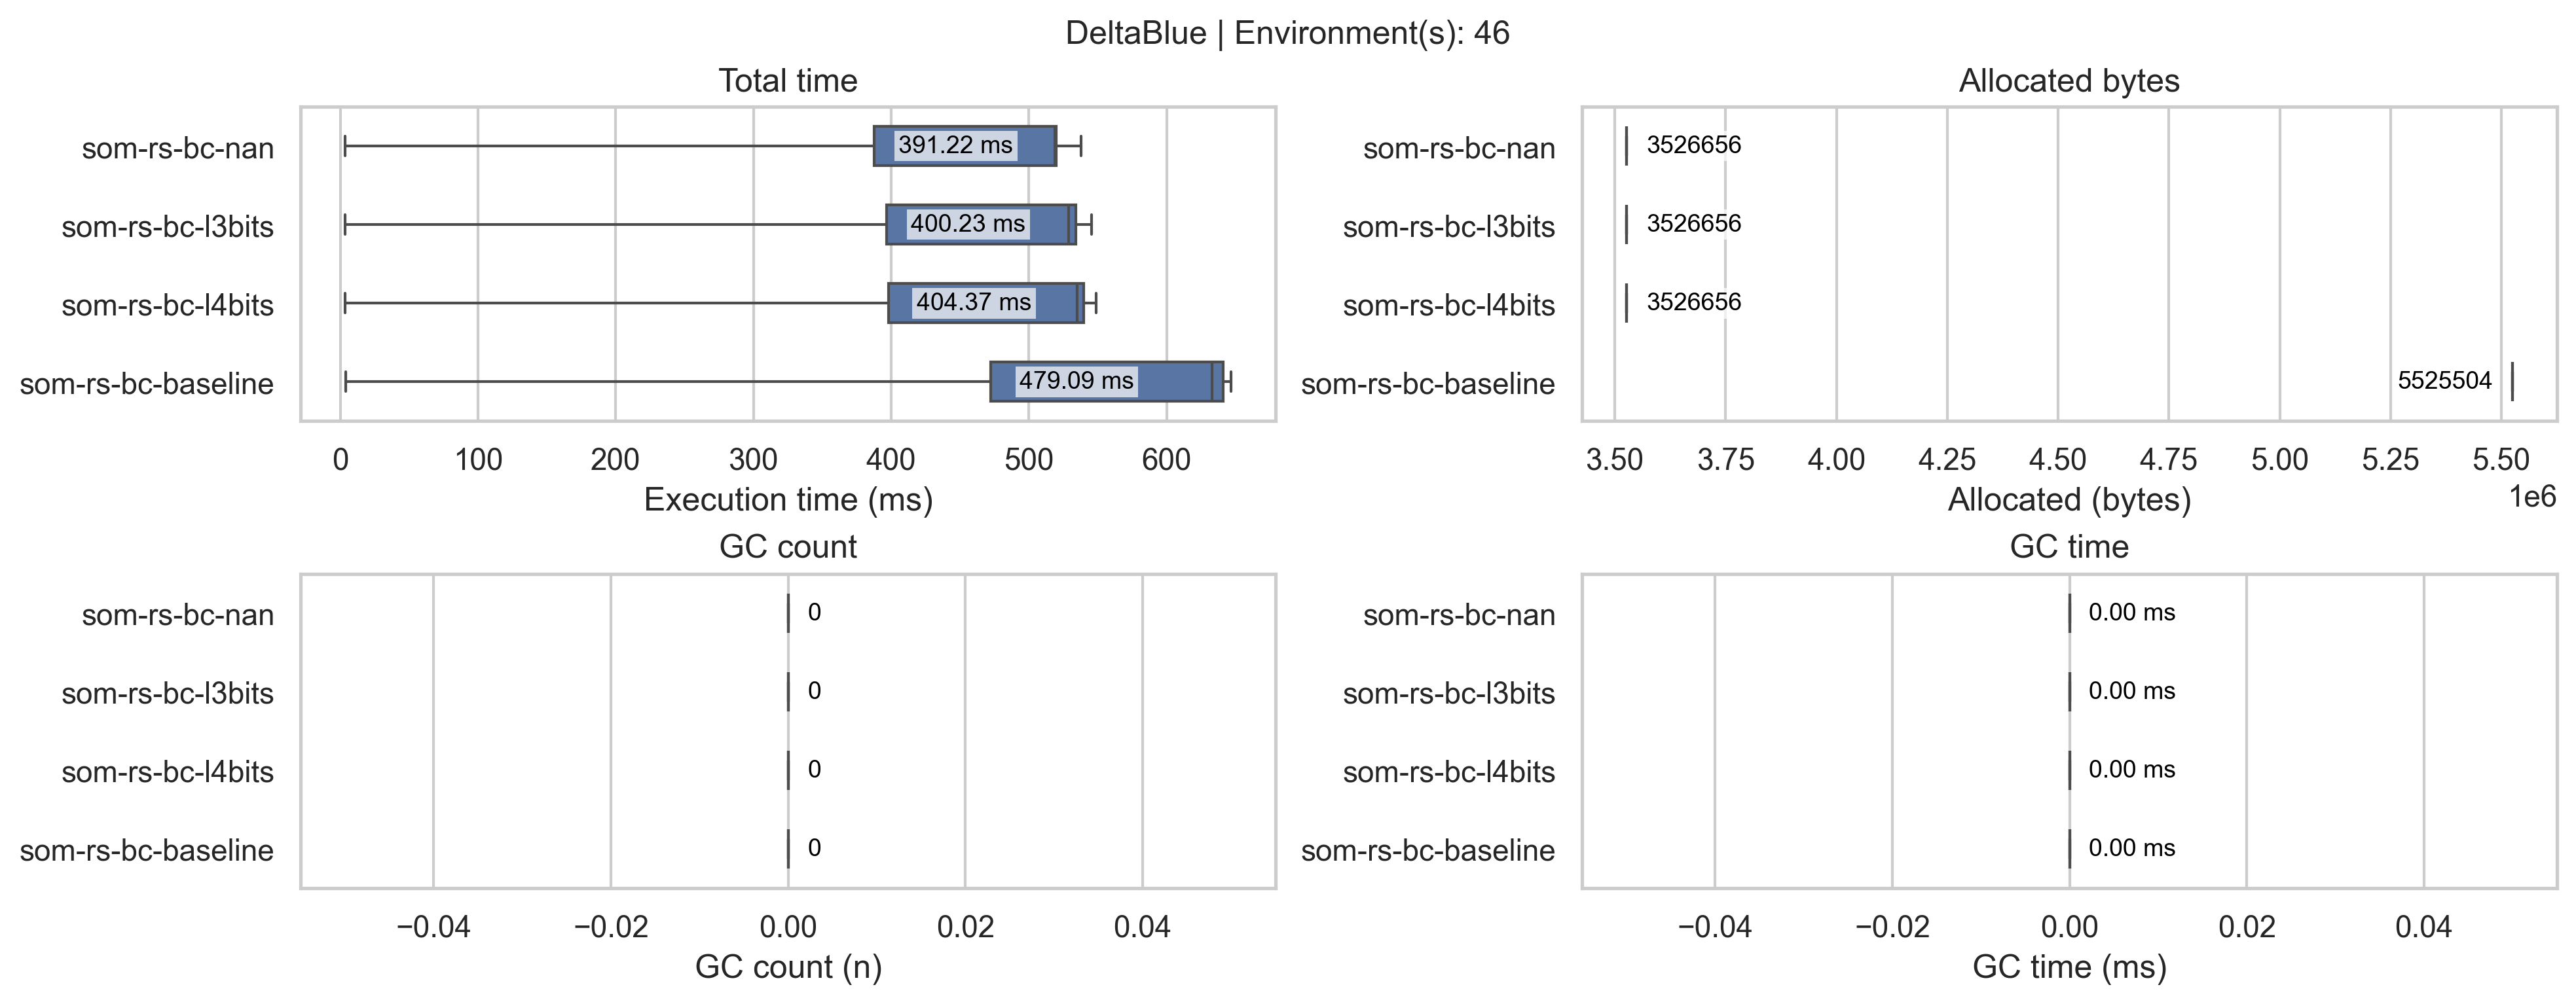 DeltaBlue | Environment(s): 46
Total time
som-rs-bc-nan
391.22 ms
som-rs-bc-l3bits
400.23 ms
som-rs-bc-l4bits
404.37 ms
som-rs-bc-baseline
479.09 ms
0 100 200 300 400 500 600
Execution time (ms)
Allocated bytes
som-rs-bc-nan
3526656
som-rs-bc-l3bits
3526656
som-rs-bc-l4bits
3526656
som-rs-bc-baseline
5525504
3.50 3.75 4.00 4.25 4.50 4.75 5.00 5.25 5.50
1e6
Allocated (bytes)
GC count
som-rs-bc-nan
0
som-rs-bc-l3bits
0
som-rs-bc-l4bits
0
som-rs-bc-baseline
0
−0.04 −0.02 0.00 0.02 0.04
GC count (n)
GC time
som-rs-bc-nan
0.00 ms
som-rs-bc-l3bits
0.00 ms
som-rs-bc-l4bits
0.00 ms
som-rs-bc-baseline
0.00 ms
−0.04 −0.02 0.00 0.02 0.04
GC time (ms)